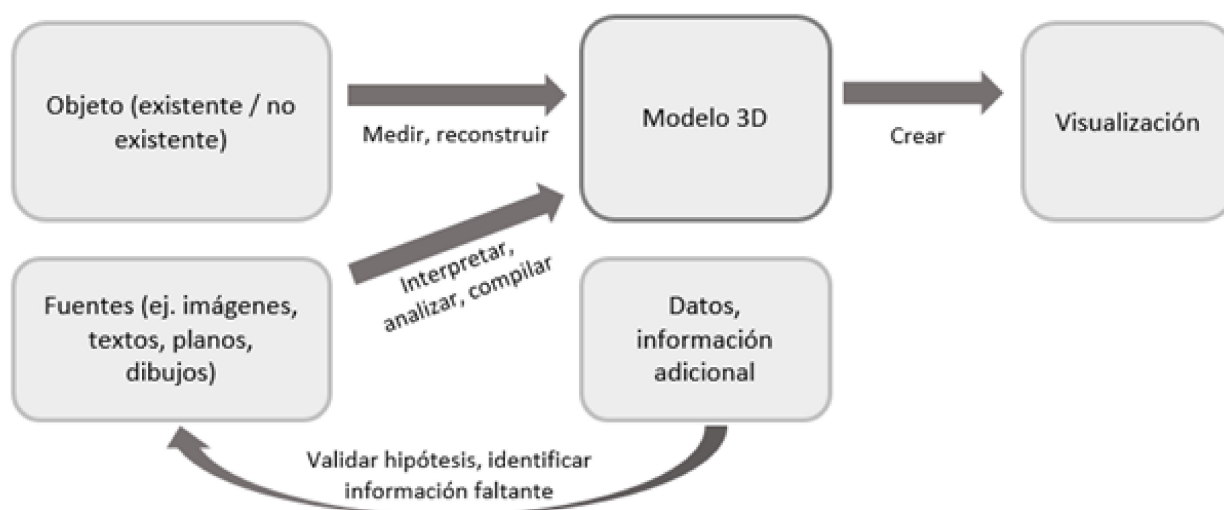 Objeto (existente / no
existente)
Medir, reconstruir
Modelo 3D
Crear
Visualización
Fuentes (ej. imágenes,
textos, planos,
dibujos)
Interpretar,
analizar, compilar
Datos,
información
adicional
Validar hipótesis, identificar
información faltante